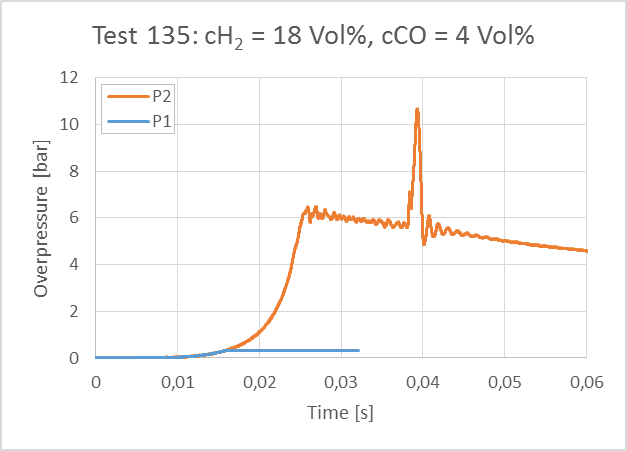 Test 135: cH₂ = 18 Vol%, cCO = 4 Vol%
P2
P1
Overpressure [bar]
12
10
8
6
4
2
0
0 0,01 0,02 0,03 0,04 0,05 0,06
Time [s]